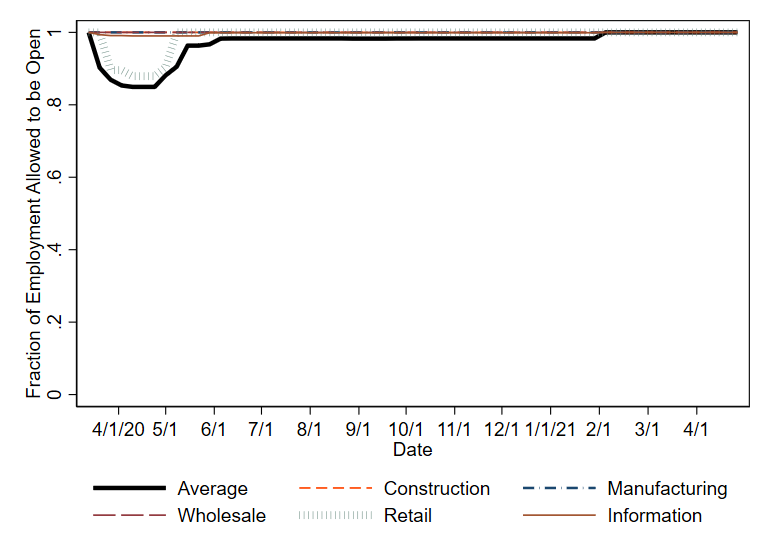 Fraction of Employment Allowed to be Open
1
.8
.6
.4
.2
0
4/1/20 5/1 6/1 7/1 8/1 9/1 10/1 11/1 12/1 1/1/21 2/1 3/1 4/1
Date
Average Construction Manufacturing
Wholesale Retail Information